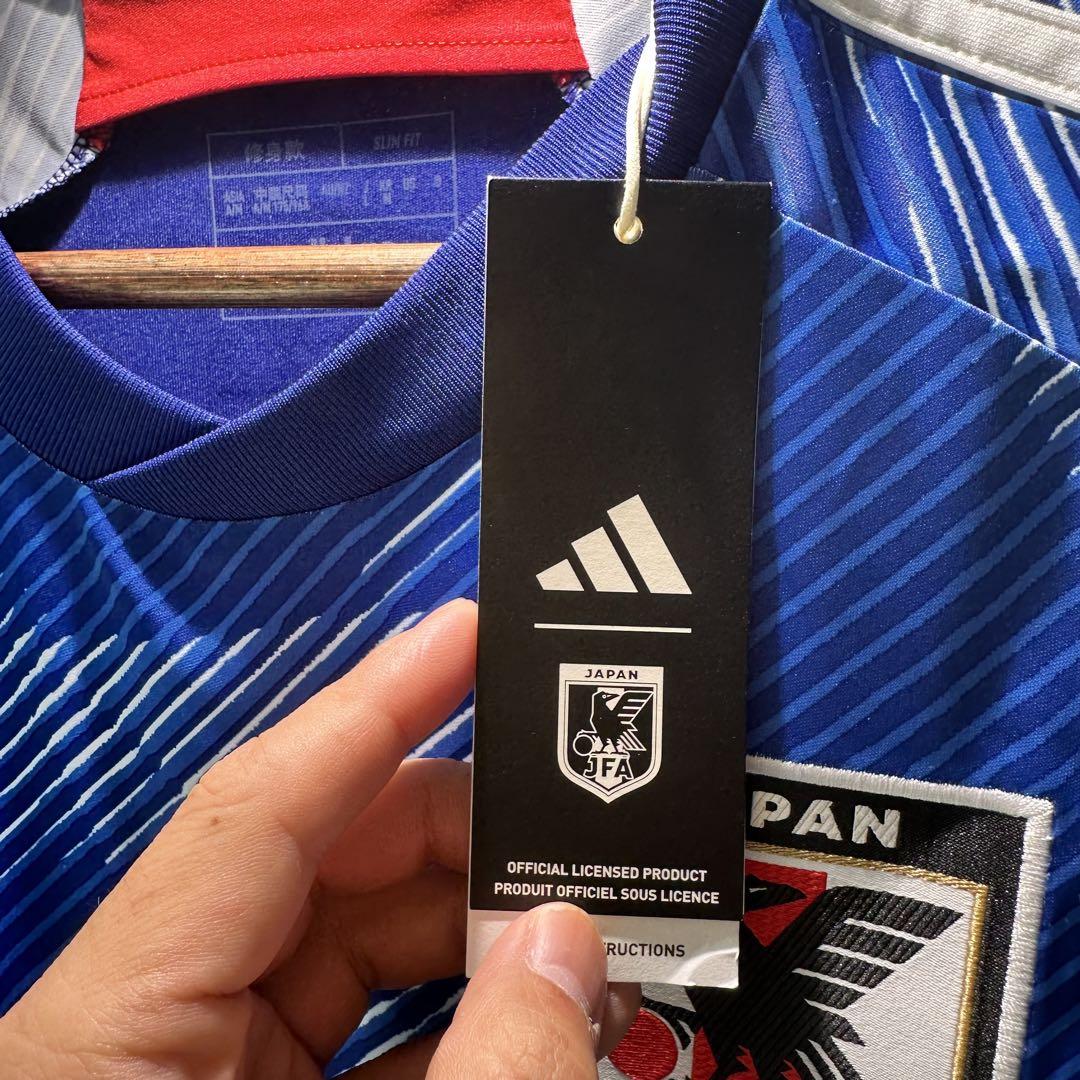 修身款
SLIM FIT
JAPAN
JFA
OFFICIAL LICENSED PRODUCT
PRODUIT OFFICIEL SOUS LICENCE
RUCTIONS
PAN